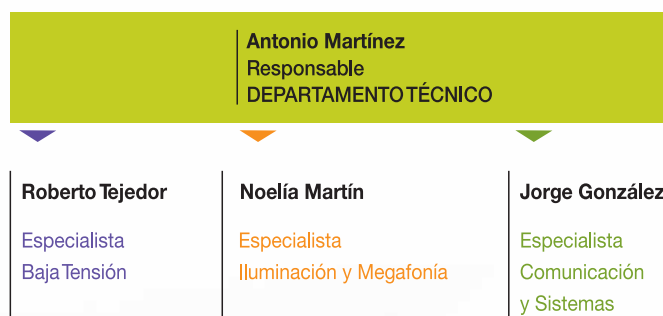 Antonio Martínez
Responsable
DEPARTAMENTO TÉCNICO
Roberto Tejedor
Especialista
Baja Tensión
Noelía Martín
Especialista
Iluminación y Megafonía
Jorge González
Especialista
Comunicación
y Sistemas